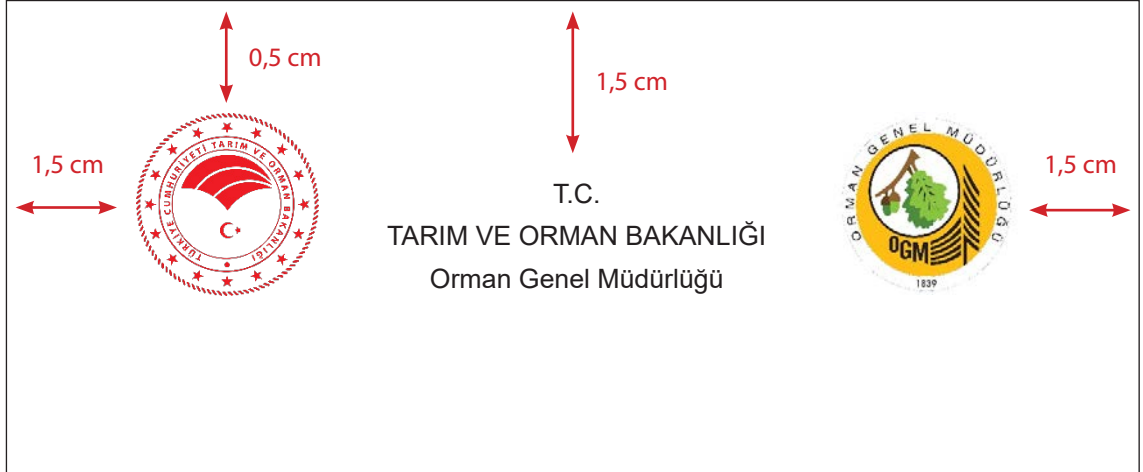 0,5 cm
1,5 cm
1,5 cm
1,5 cm
TÜRKİYE CUMHURİYETİ TARIM VE ORMAN BAKANLIĞI
T.C.
TARIM VE ORMAN BAKANLIĞI
Orman Genel Müdürlüğü
ORMAN GENEL MÜDÜRLÜĞÜ
OGM
1839